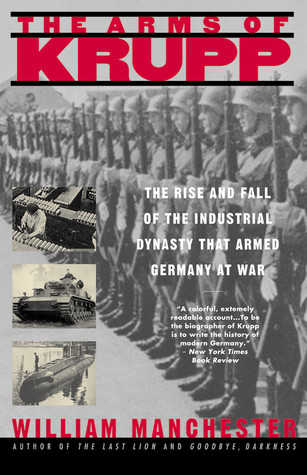 THE ARMS OF
KRUPP
THE RISE AND FALL
OF THE INDUSTRIAL
DYNASTY THAT ARMED
GERMANY AT WAR
"A colorful, extemely
readable account...To be
the biographer of Krupp
is to write the history of
modern Germany."
– New York Times
Book Review
WILLIAM MANCHESTER
AUTHOR OF THE LAST LION AND GOODBYE, DARKNESS